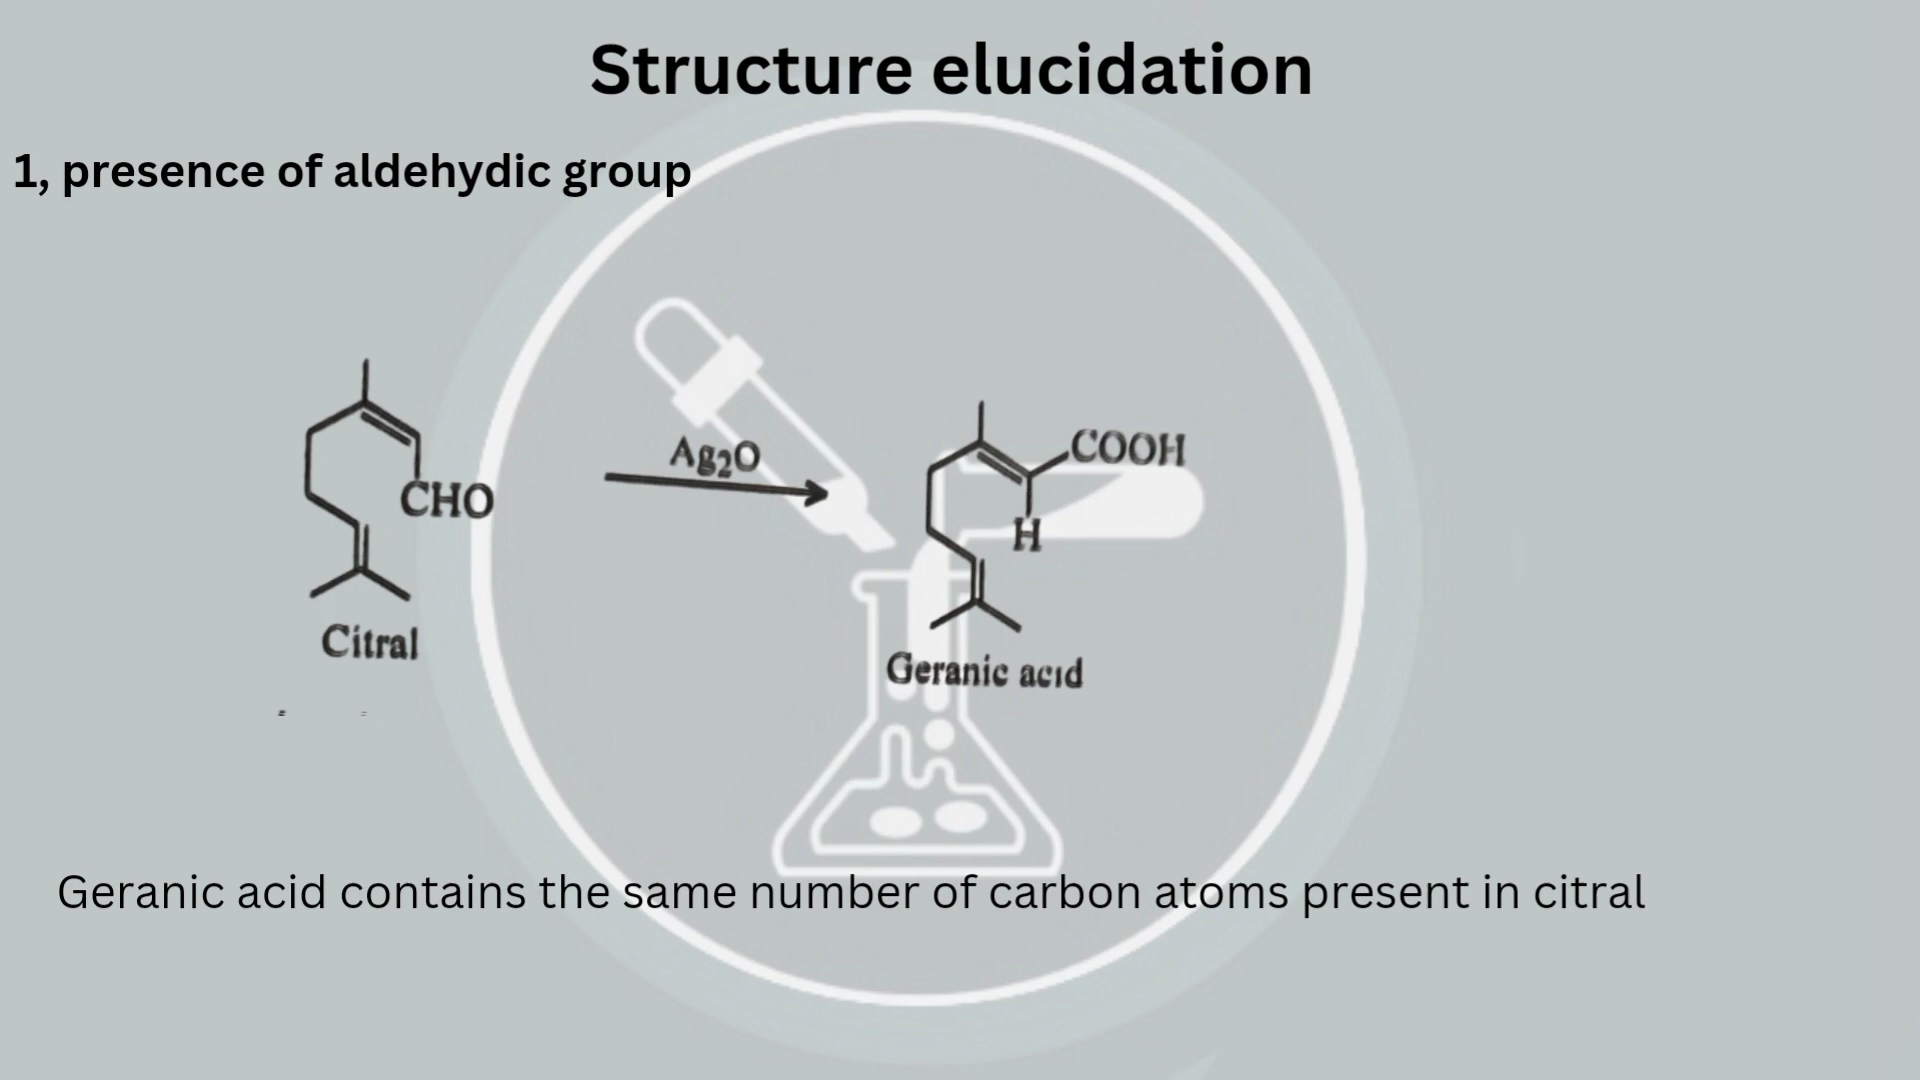 Structure elucidation
1, presence of aldehydic group
Ag₂O
COOH
CHO
H
Citral
Geranic acid
Geranic acid contains the same number of carbon atoms present in citral